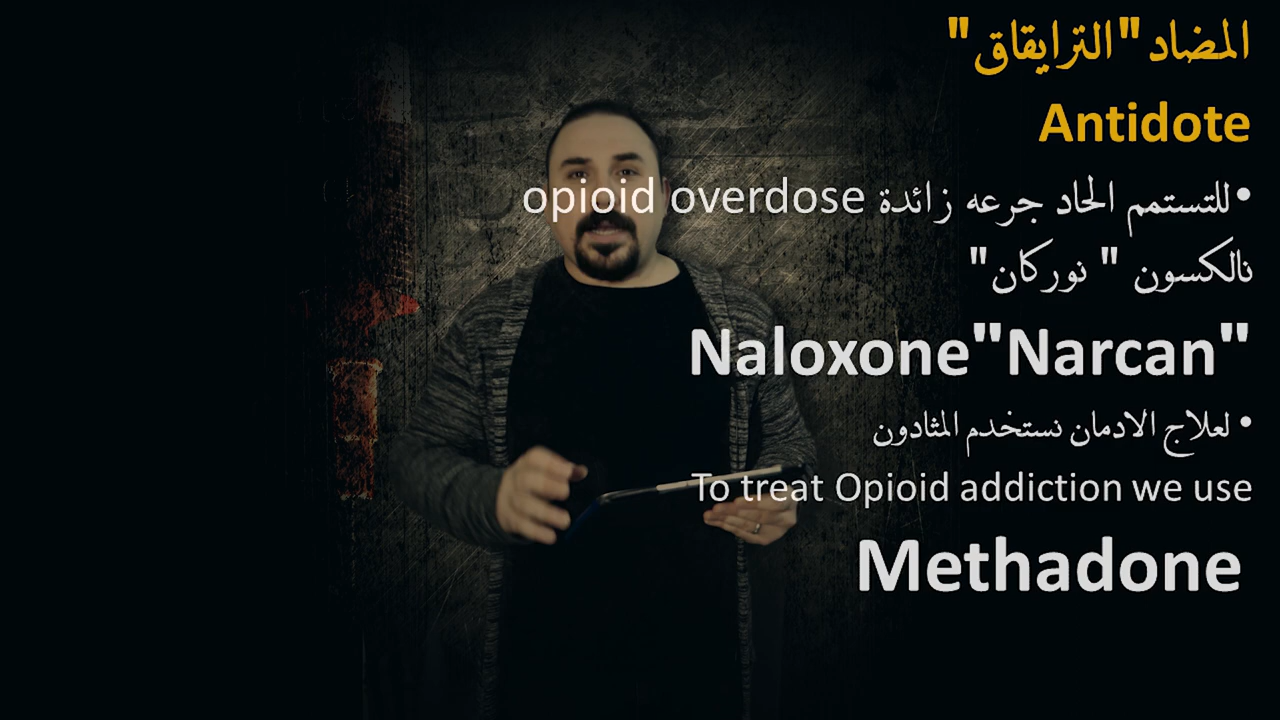 المضاد "الترايقاق"
Antidote
•للتستمم الحاد جرعه زائدة opioid overdose
نالكسون " نوركان"
Naloxone"Narcan"
• لعلاج الادمان نستخدم المثادون
To treat Opioid addiction we use
Methadone